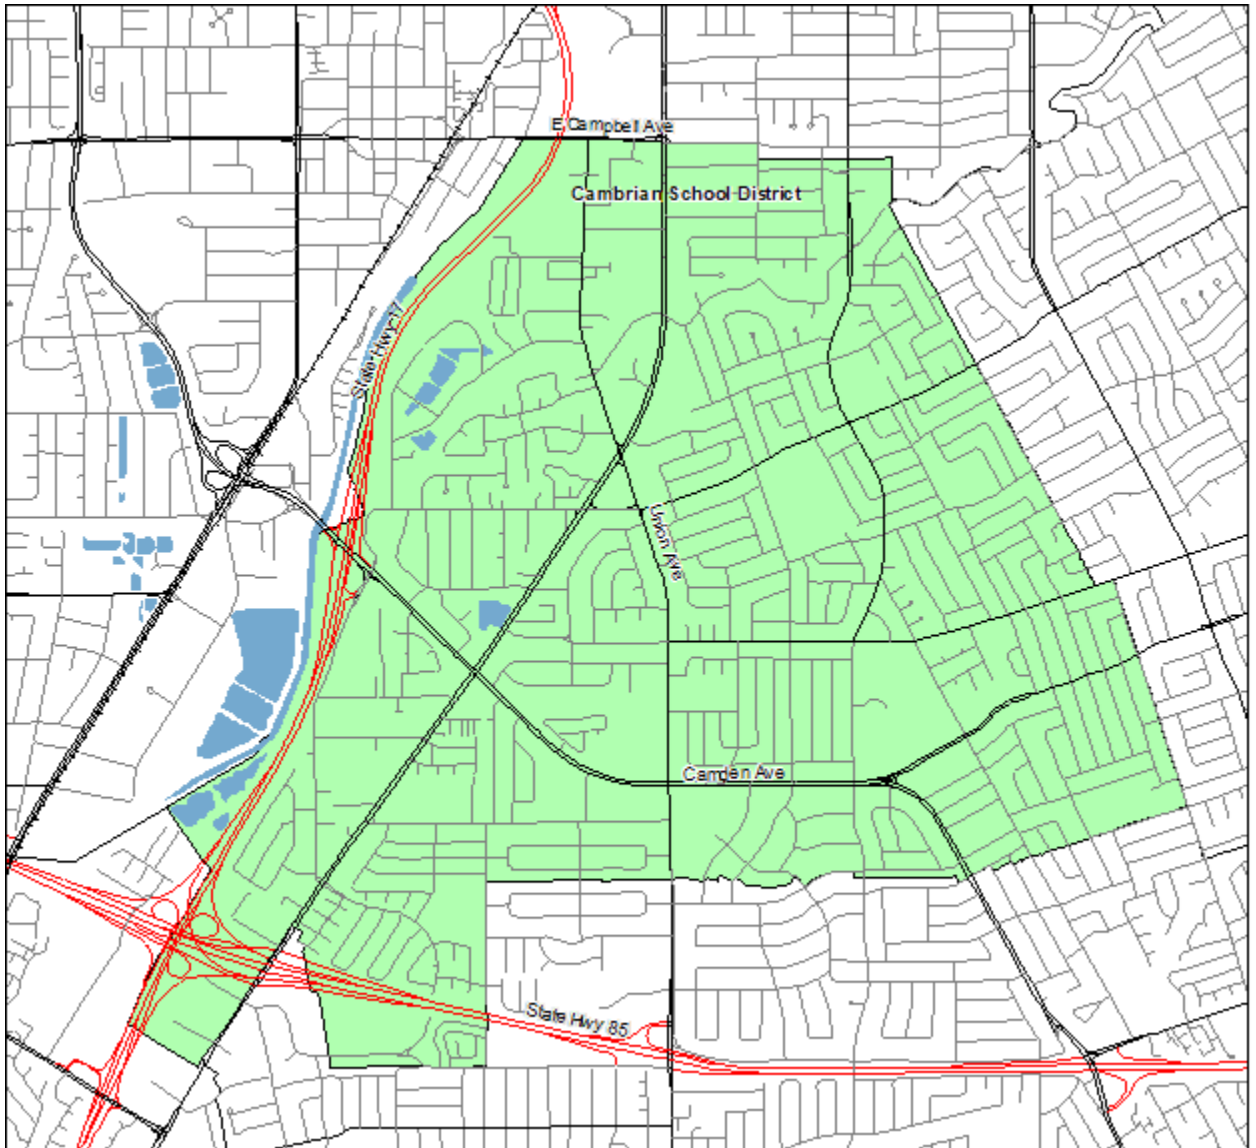 E Campbell Ave
Cambrian School District
State Hwy 17
Union Ave
Camden Ave
State Hwy 85